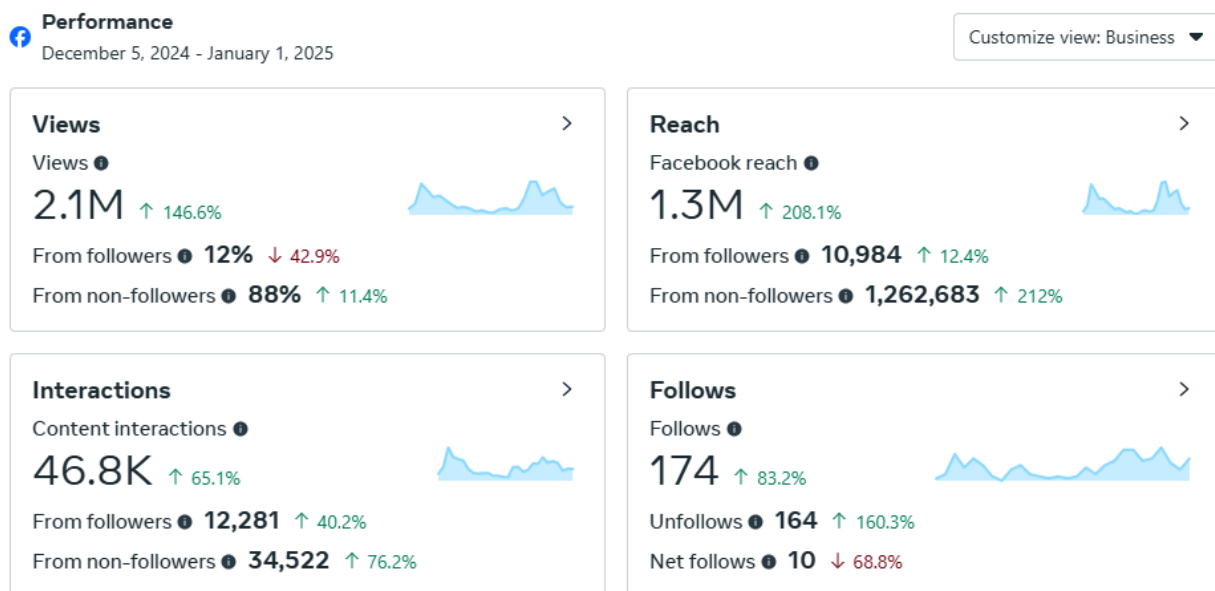 Performance
December 5, 2024 - January 1, 2025
Customize view: Business
Views
Views
2.1M ↑ 146.6%
From followers 12% ↓ 42.9%
From non-followers 88% ↑ 11.4%
Reach
Facebook reach
1.3M ↑ 208.1%
From followers 10,984 ↑ 12.4%
From non-followers 1,262,683 ↑ 212%
Interactions
Content interactions
46.8K ↑ 65.1%
From followers 12,281 ↑ 40.2%
From non-followers 34,522 ↑ 76.2%
Follows
Follows
174 ↑ 83.2%
Unfollows 164 ↑ 160.3%
Net follows 10 ↓ 68.8%